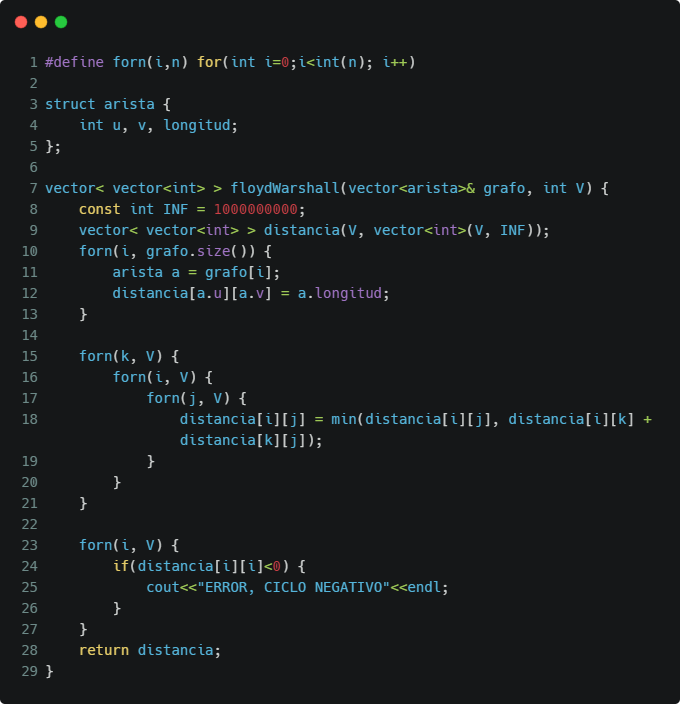 1 #define forn(i,n) for(int i=0;i<int(n); i++)
2
3 struct arista {
4     int u, v, longitud;
5 };
6
7 vector< vector<int> > floydWarshall(vector<arista>& grafo, int V) {
8     const int INF = 1000000000;
9     vector< vector<int> > distancia(V, vector<int>(V, INF));
10     forn(i, grafo.size()) {
11         arista a = grafo[i];
12         distancia[a.u][a.v] = a.longitud;
13     }
14
15     forn(k, V) {
16         forn(i, V) {
17             forn(j, V) {
18                 distancia[i][j] = min(distancia[i][j], distancia[i][k] +
                distancia[k][j]);
19             }
20         }
21     }
22
23     forn(i, V) {
24         if(distancia[i][i]<0) {
25             cout<<"ERROR, CICLO NEGATIVO"<<endl;
26         }
27     }
28     return distancia;
29 }